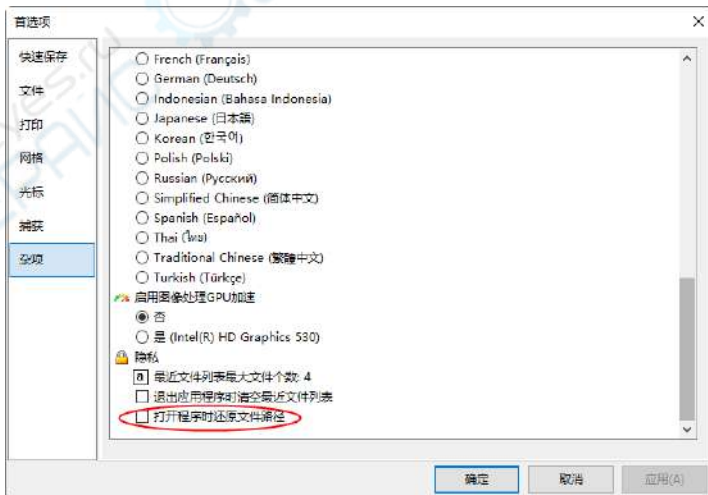 首选项
快速保存
文件
打印
网格
光标
捕获
杂项
French (Français)
German (Deutsch)
Indonesian (Bahasa Indonesia)
Japanese (日本語)
Korean (한국어)
Polish (Polski)
Russian (Русский)
Simplified Chinese (简体中文)
Spanish (Español)
Thai (ไทย)
Traditional Chinese (繁體中文)
Turkish (Türkçe)
启用图像处理GPU加速
否
是 (Intel(R) HD Graphics 530)
隐私
a 最近文件列表最大文件个数: 4
退出应用程序时清空最近文件列表
打开程序时还原文件路径
确定
取消
应用(A)